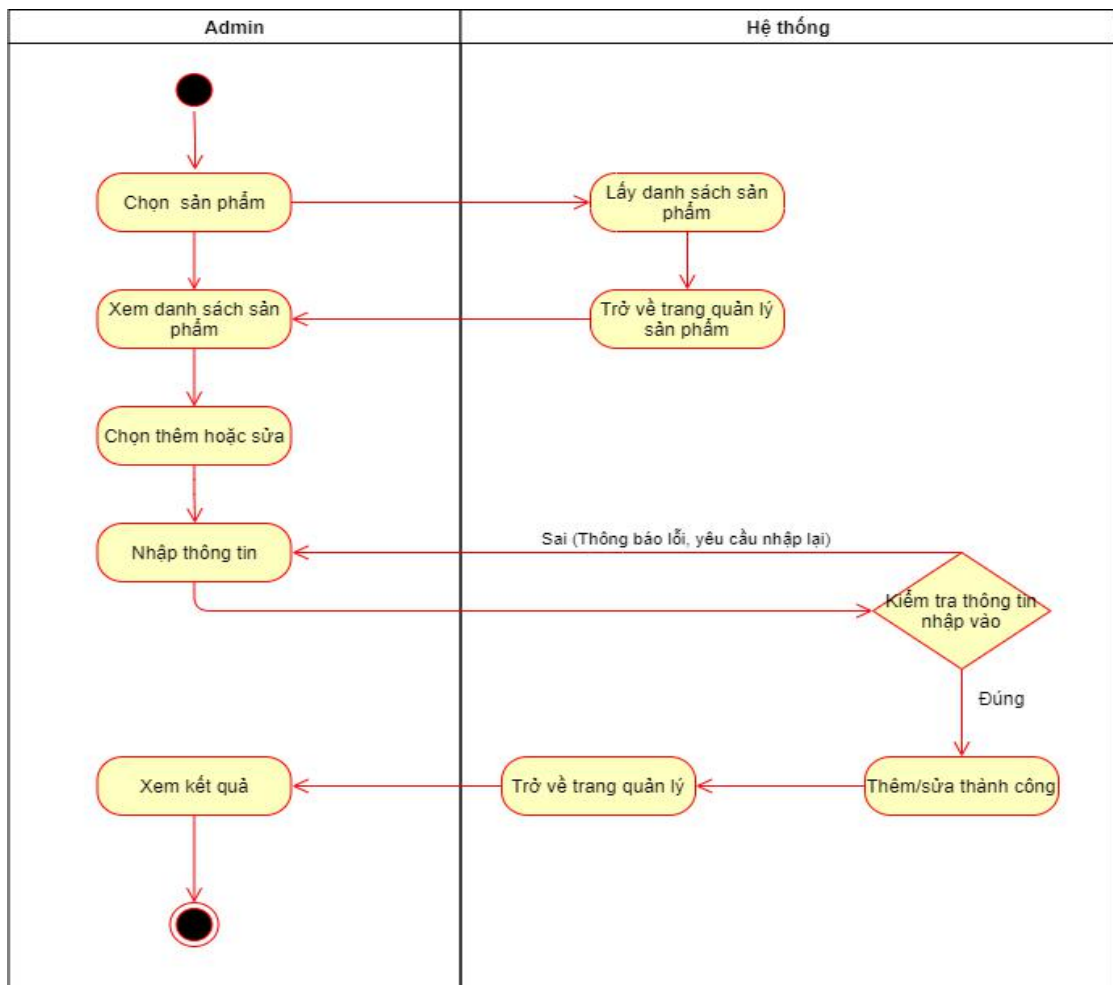 Admin
Hệ thống
Chọn sản phẩm
Lấy danh sách sản
phẩm
Xem danh sách sản
phẩm
Trở về trang quản lý
sản phẩm
Chọn thêm hoặc sửa
Nhập thông tin
Sai (Thông báo lỗi, yêu cầu nhập lại)
Kiểm tra thông tin
nhập vào
Đúng
Xem kết quả
Trở về trang quản lý
Thêm/sửa thành công